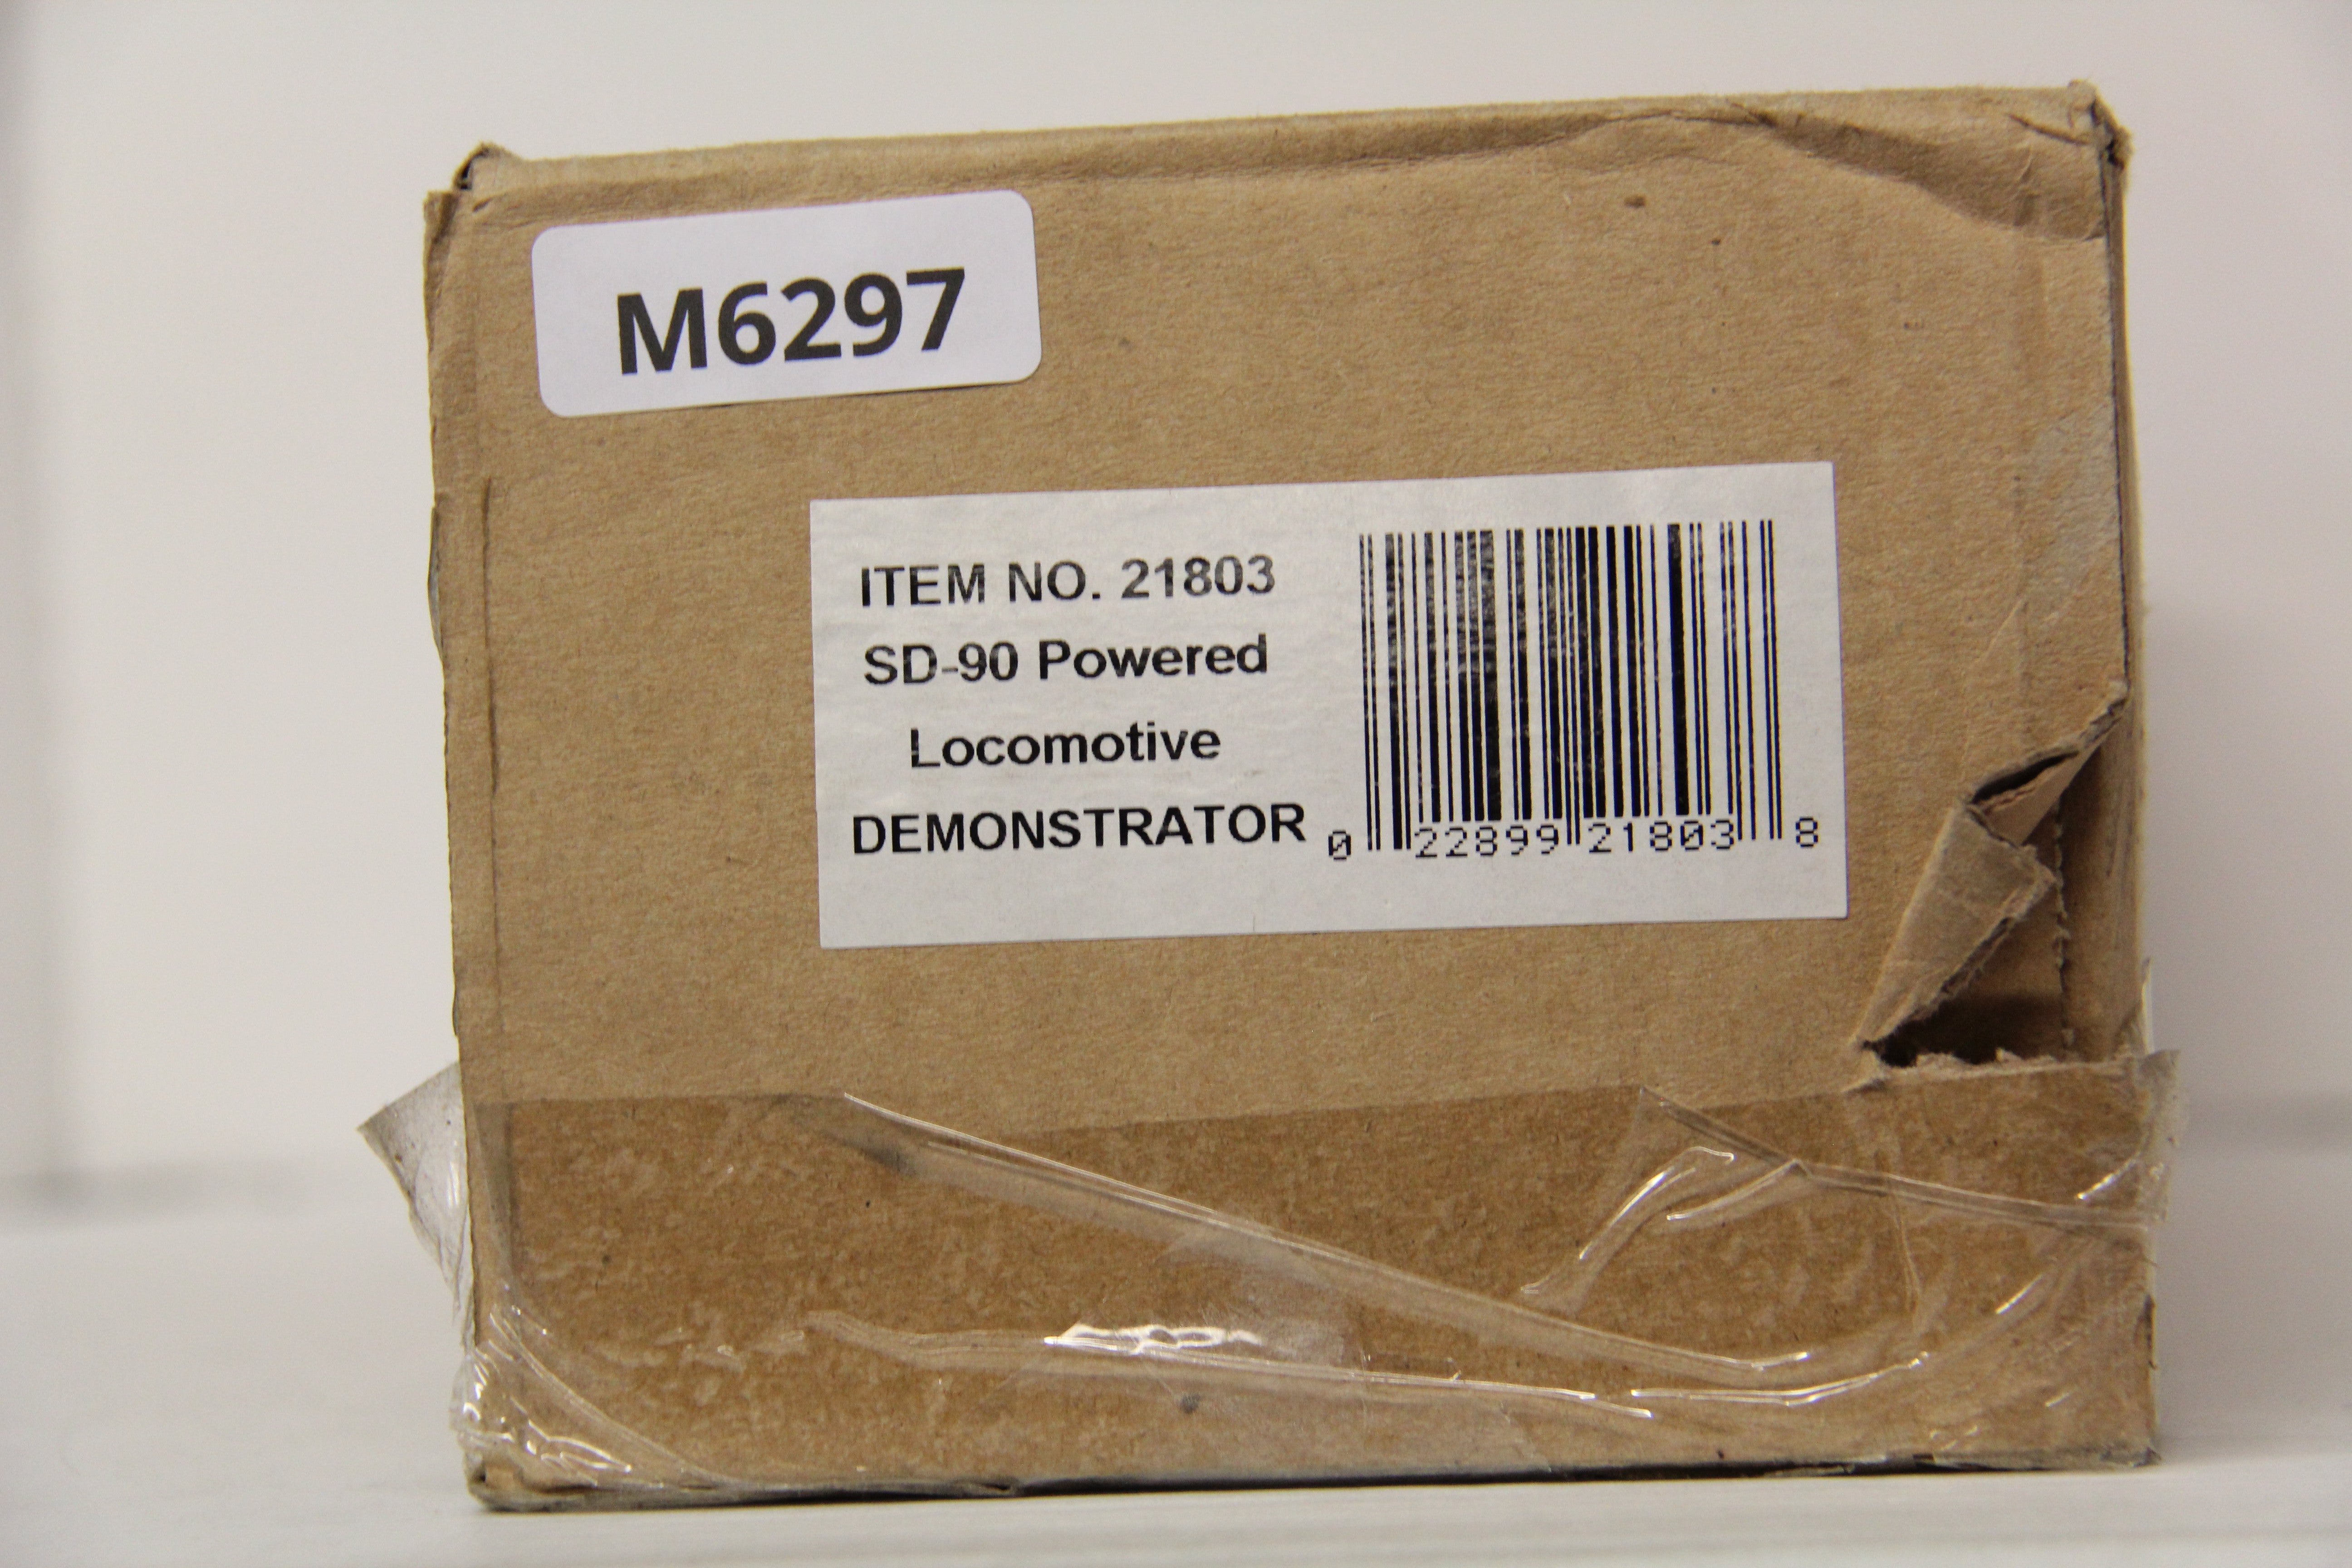 M6297
ITEM NO. 21803
SD-90 Powered
Locomotive
DEMONSTRATOR
0 22899 21803 8